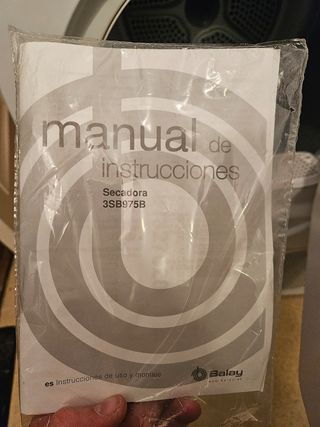 manual de
instrucciones
Secadora
3SB975B
es Instrucciones de uso y montaje
Balay